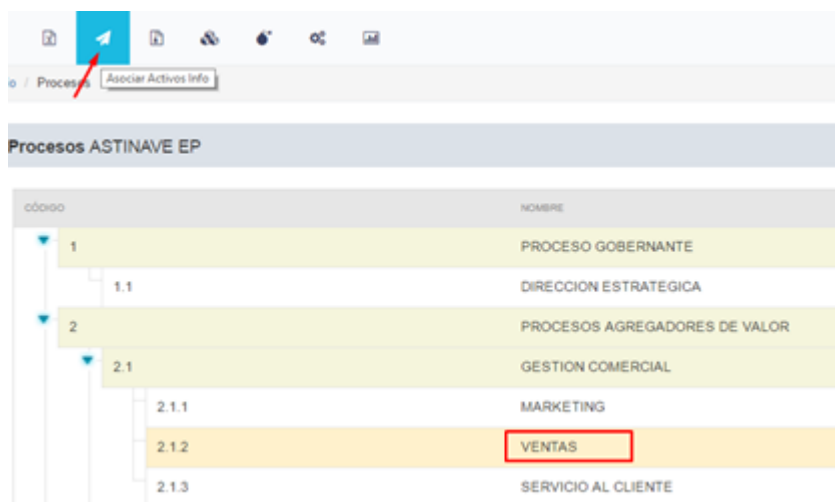 o / Procesos
Asociar Activos Info
Procesos ASTINAVE EP
CÓDIGO NOMBRE
1 PROCESO GOBERNANTE
1.1 DIRECCION ESTRATEGICA
2 PROCESOS AGREGADORES DE VALOR
2.1 GESTION COMERCIAL
2.1.1 MARKETING
2.1.2 VENTAS
2.1.3 SERVICIO AL CLIENTE